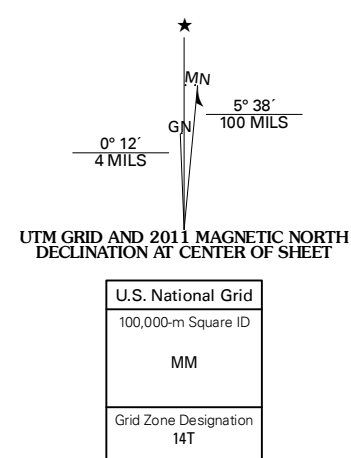 ★
MN
GN
5° 38´
100 MILS
0° 12´
4 MILS
UTM GRID AND 2011 MAGNETIC NORTH
DECLINATION AT CENTER OF SHEET
U.S. National Grid
100,000-m Square ID
MM
Grid Zone Designation
14T